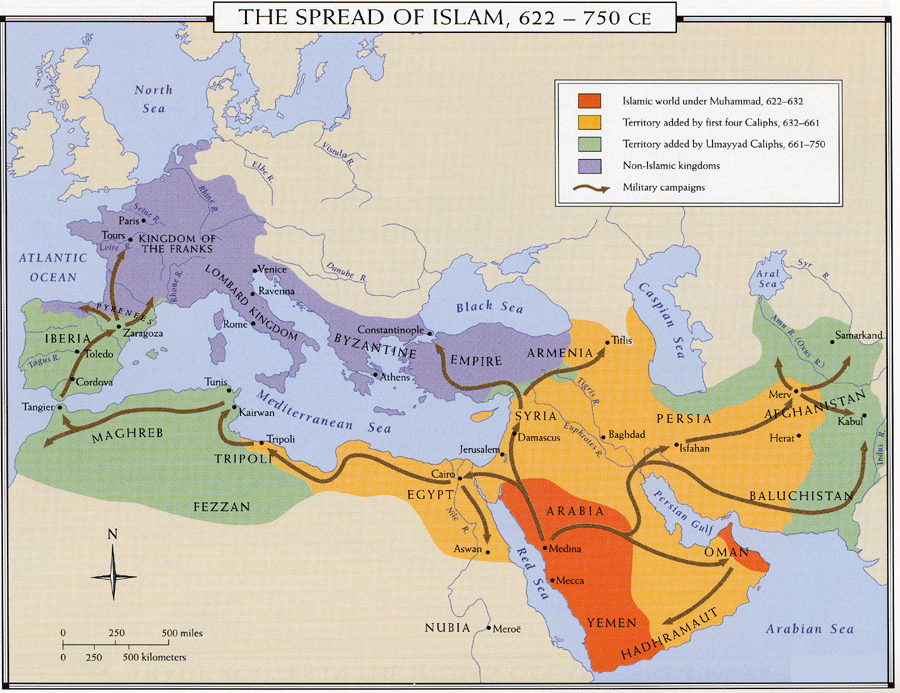 THE SPREAD OF ISLAM, 622 – 750 CE
Islamic world under Muhammad, 622–632
Territory added by first four Caliphs, 632–661
Territory added by Umayyad Caliphs, 661–750
Non-Islamic kingdoms
Military campaigns
North
Sea
Elbe R.
Vistula R.
Rhine R.
Seine R.
Paris
Tours
Loire R.
KINGDOM OF
THE FRANKS
ATLANTIC
OCEAN
Rhone R.
LOMBARD KINGDOM
Venice
Ravenna
Rome
Danube R.
Black Sea
Caspian Sea
Aral
Sea
Syr. R.
Amu R. (Oxus R.)
Samarkand
PYRENEES
Zaragoza
IBERIA
Toledo
Tagus R.
Cordova
Constantinople
BYZANTINE
EMPIRE
Athens
ARMENIA
Tiflis
Tigris R.
Merv
AFGHANISTAN
Kabul
Herat
Indus R.
Tangier
Tunis
Kairwan
Mediterranean Sea
MAGHREB
Tripoli
TRIPOLI
FEZZAN
SYRIA
Damascus
Jerusalem
Euphrates R.
Baghdad
PERSIA
Isfahan
BALUCHISTAN
Cairo
EGYPT
Nile R.
Aswan
ARABIA
Persian Gulf
Medina
Mecca
Red Sea
OMAN
YEMEN
HADHRAMAUT
Arabian Sea
NUBIA
Meroë
N
0 250 500 miles
0 250 500 kilometers